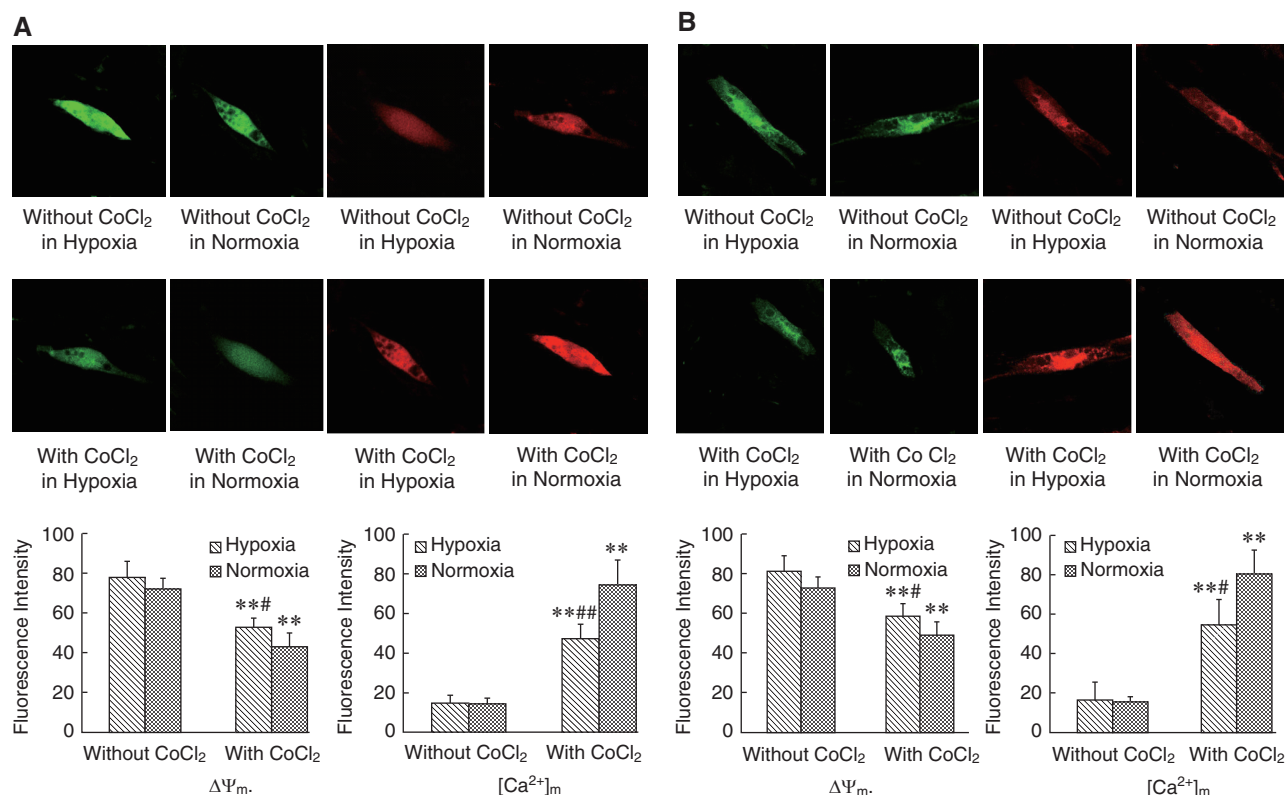 A
Without CoCl₂ in Hypoxia
Without CoCl₂ in Normoxia
Without CoCl₂ in Hypoxia
Without CoCl₂ in Normoxia
With CoCl₂ in Hypoxia
With CoCl₂ in Normoxia
With CoCl₂ in Hypoxia
With CoCl₂ in Normoxia
Fluorescence Intensity
100
80
60
40
20
0
Hypoxia
Normoxia
**#
**
Without CoCl₂
With CoCl₂
ΔΨm.
Fluorescence Intensity
100
80
60
40
20
0
Hypoxia
Normoxia
**##
**
Without CoCl₂
With CoCl₂
[Ca²⁺]m
B
Without CoCl₂ in Hypoxia
Without CoCl₂ in Normoxia
Without CoCl₂ in Hypoxia
Without CoCl₂ in Normoxia
With CoCl₂ in Hypoxia
With Co Cl₂ in Normoxia
With CoCl₂ in Hypoxia
With CoCl₂ in Normoxia
Fluorescence Intensity
100
80
60
40
20
0
Hypoxia
Normoxia
**#
**
Without CoCl₂
With CoCl₂
ΔΨm.
Fluorescence Intensity
100
80
60
40
20
0
Hypoxia
Normoxia
**#
**
Without CoCl₂
With CoCl₂
[Ca²⁺]m